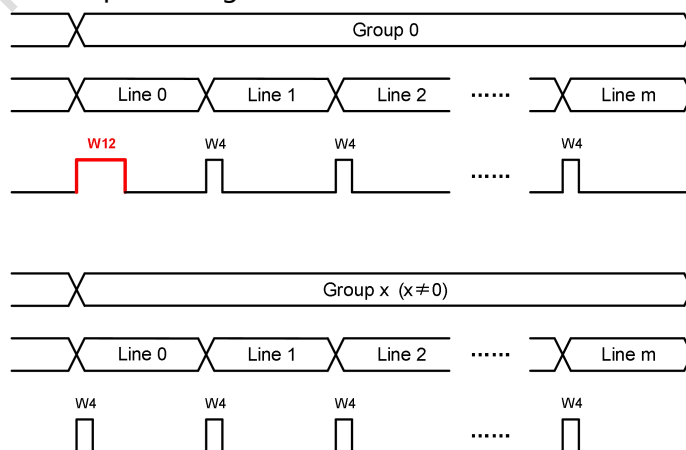 Group 0
Line 0 Line 1 Line 2 ...... Line m
W12 W4 W4 W4
......
Group x (x≠0)
Line 0 Line 1 Line 2 ...... Line m
W4 W4 W4 W4
......